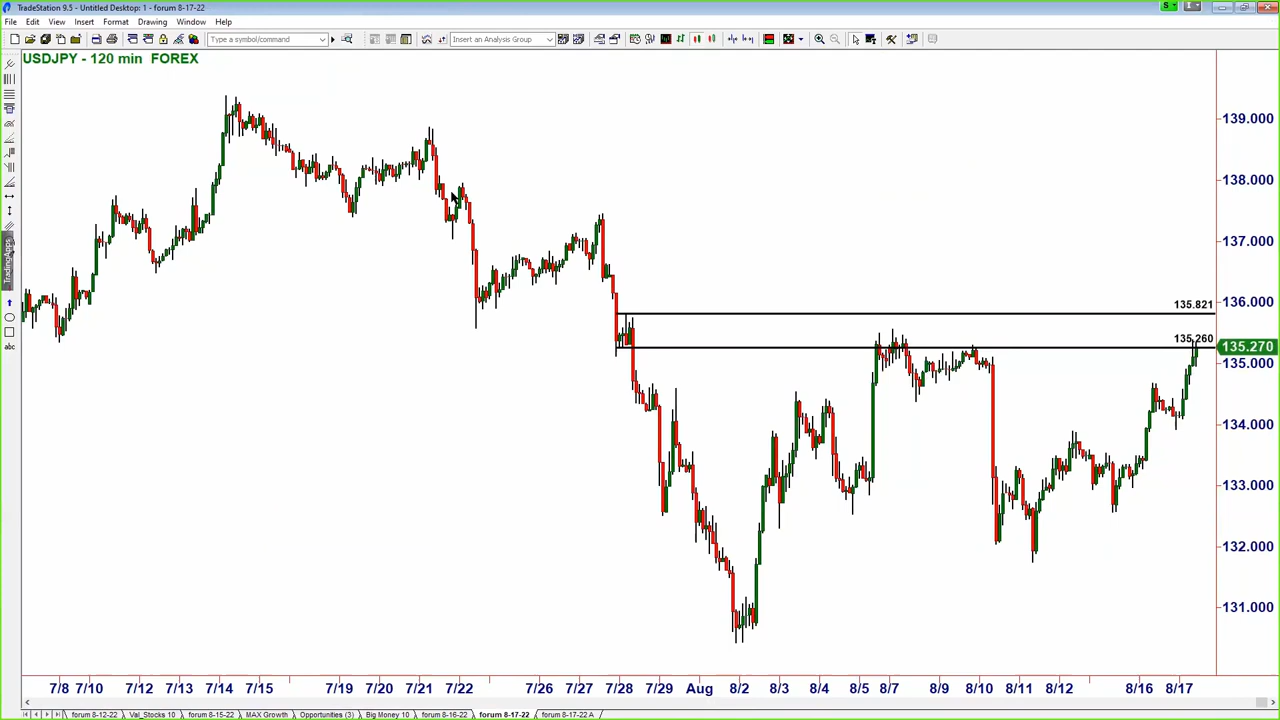 TradeStation 9.5 - Untitled Desktop: 1 - forum 8-17-22
File Edit View Insert Format Drawing Window Help
Type a symbol/command
Insert an Analysis Group
USDJPY - 120 min FOREX
139.000
138.000
137.000
136.000
135.821
135.260
135.270
135.000
134.000
133.000
132.000
131.000
TradingApps
abc
7/8 7/10 7/12 7/13 7/14 7/15 7/19 7/20 7/21 7/22 7/26 7/27 7/28 7/29 Aug 8/2 8/3 8/4 8/5 8/7 8/9 8/10 8/11 8/12 8/16 8/17
forum 8-12-22 Val_Stocks 10 forum 8-15-22 MAX Growth Opportunities (3) Big Money 10 forum 8-16-22 forum 8-17-22 forum 8-17-22 A